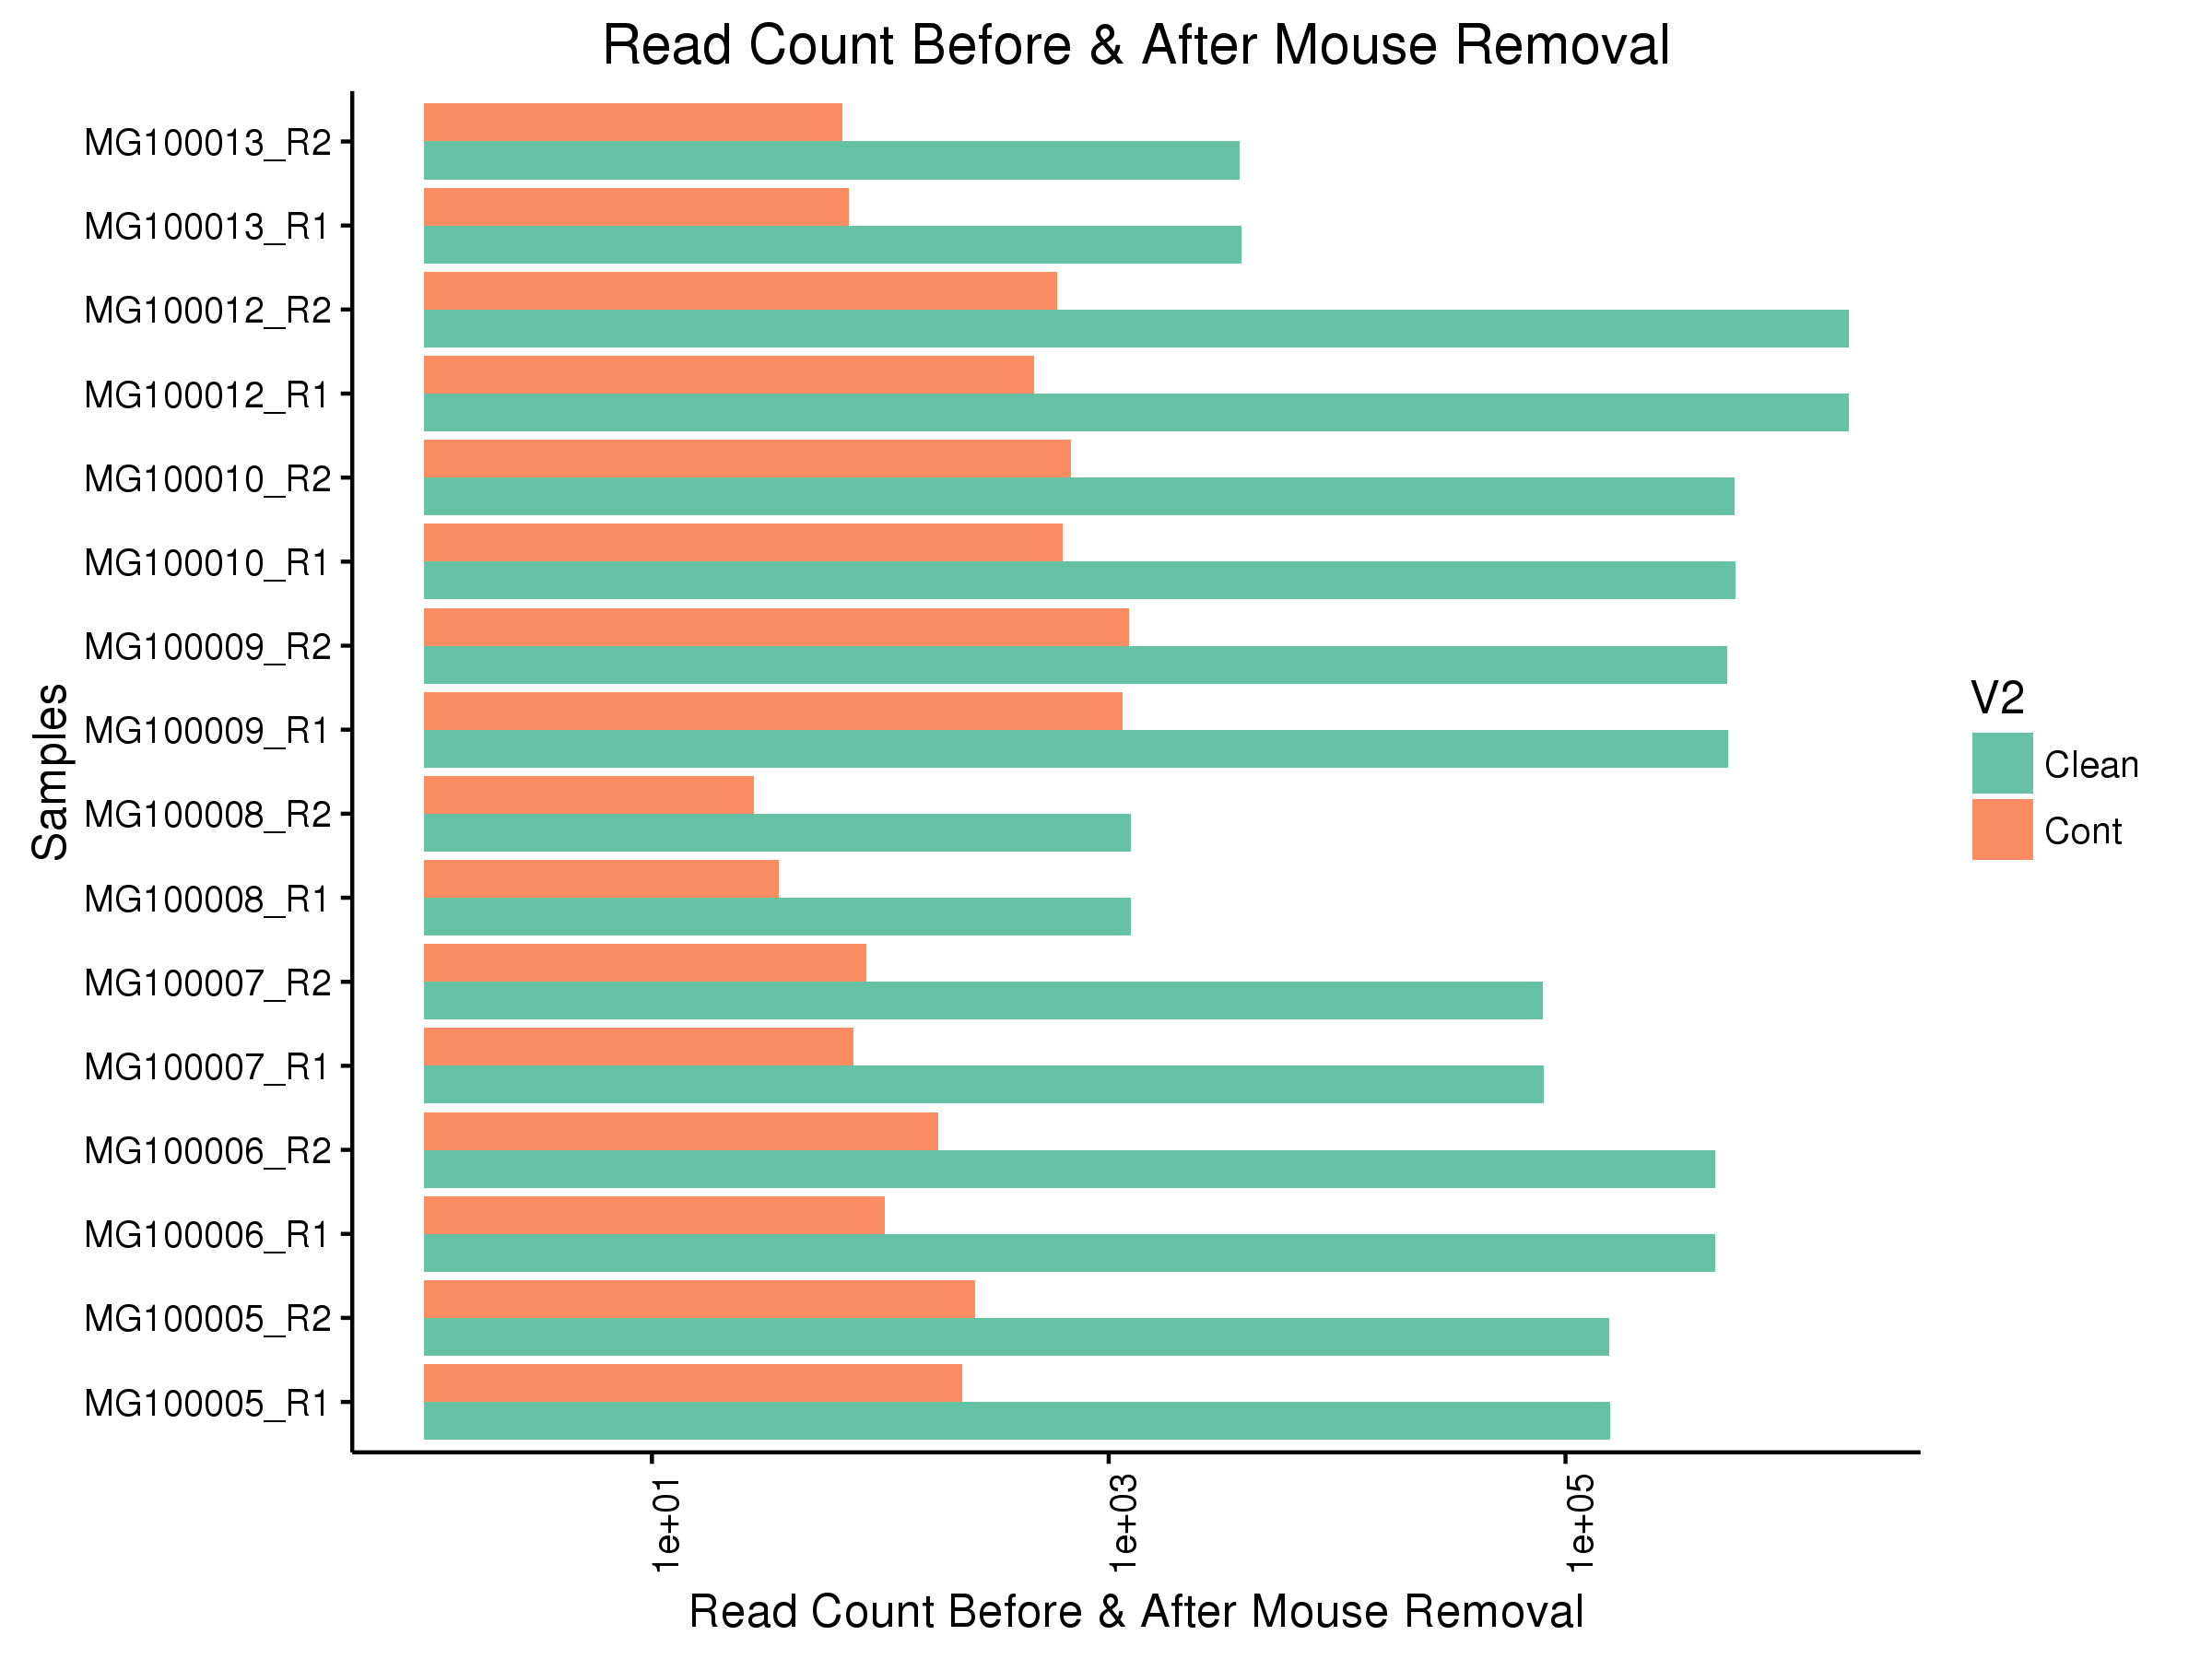 Read Count Before & After Mouse Removal
MG100013_R2
MG100013_R1
MG100012_R2
MG100012_R1
MG100010_R2
MG100010_R1
MG100009_R2
MG100009_R1
MG100008_R2
MG100008_R1
MG100007_R2
MG100007_R1
MG100006_R2
MG100006_R1
MG100005_R2
MG100005_R1
Samples
1e+01
1e+03
1e+05
Read Count Before & After Mouse Removal
V2
Clean
Cont